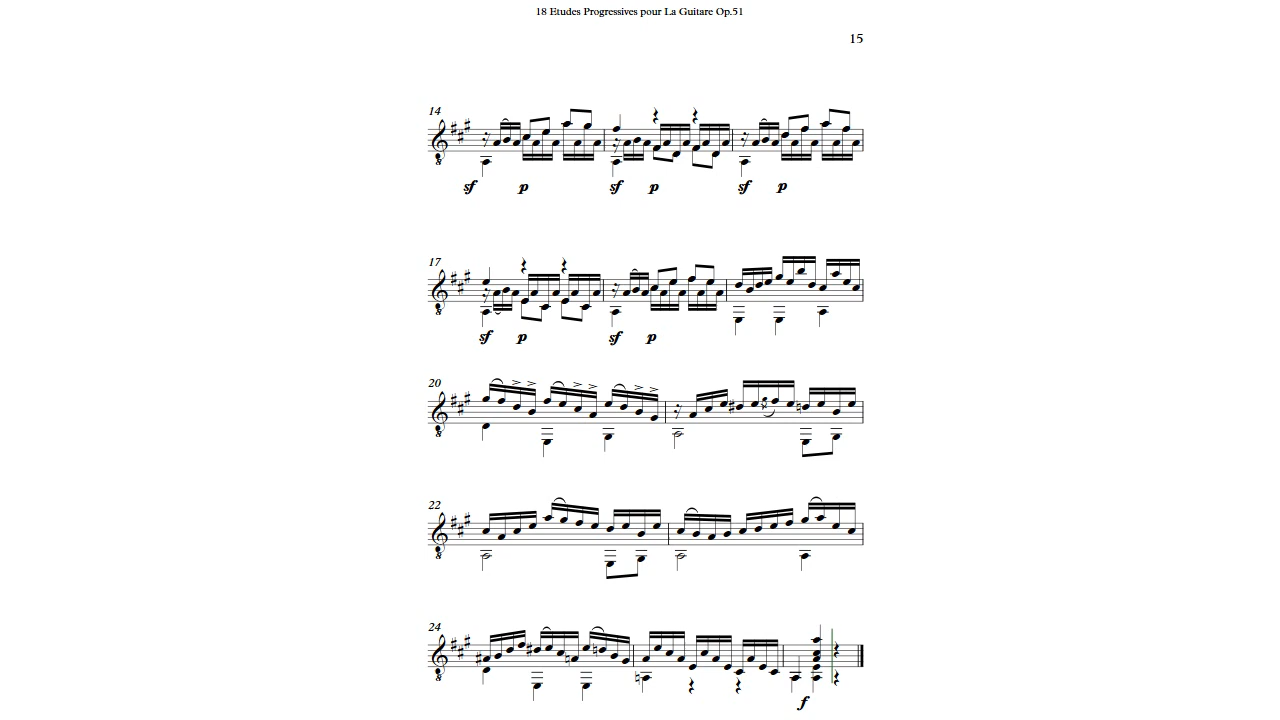 18 Etudes Progressives pour La Guitare Op.51
15
14
sf p sf p sf p
17
sf p sf p
20
22
24
f